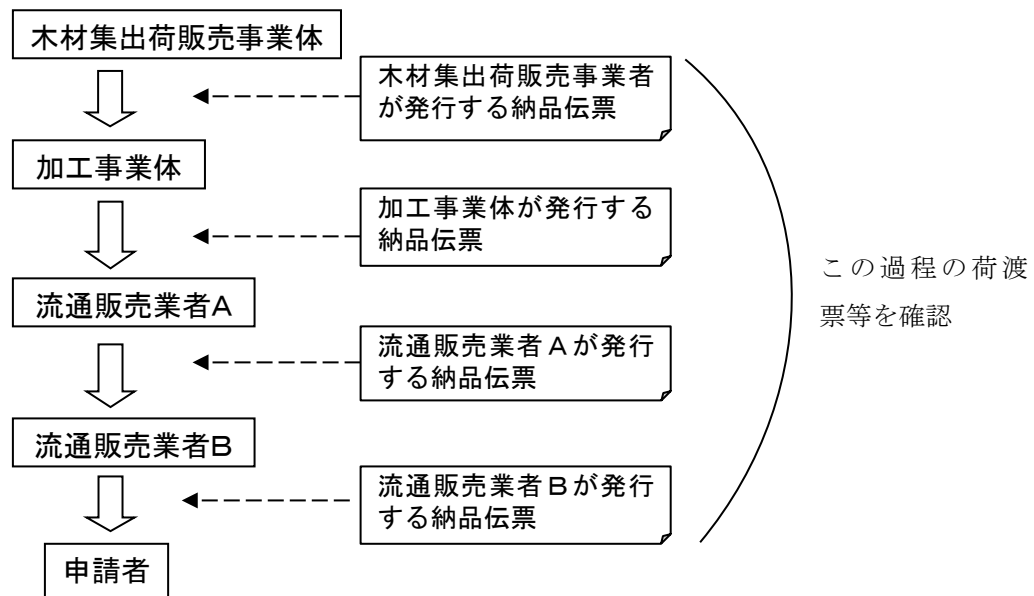 木材集出荷販売事業体
木材集出荷販売事業者
が発行する納品伝票
加工事業体
加工事業体が発行する
納品伝票
この過程の荷渡
票等を確認
流通販売業者A
流通販売業者Aが発行
する納品伝票
流通販売業者B
流通販売業者Bが発行
する納品伝票
申請者